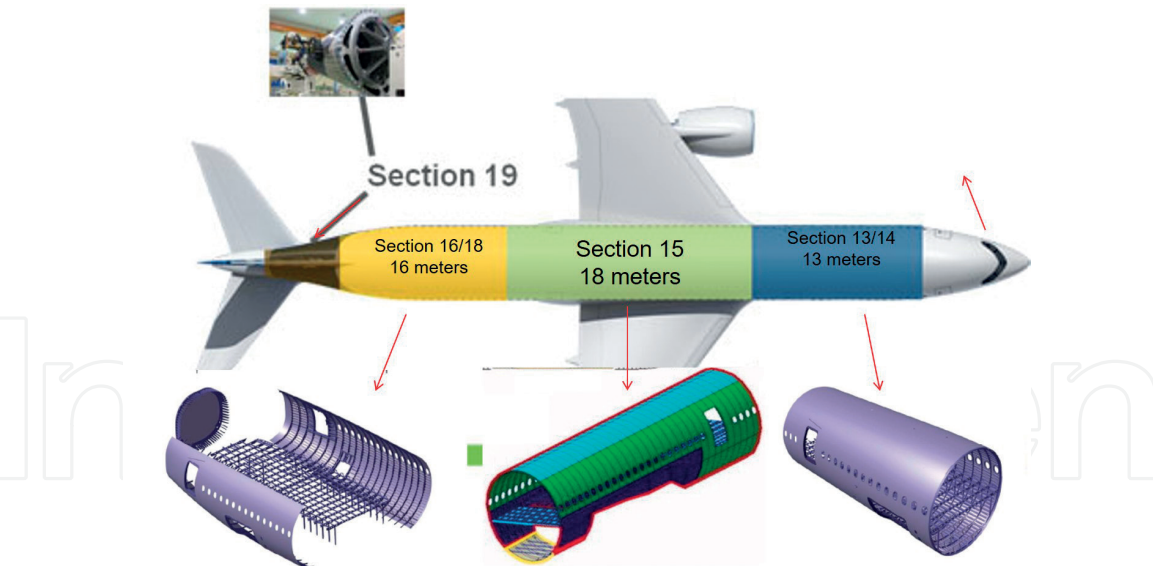 Section 19
Section 16/18
16 meters
Section 15
18 meters
Section 13/14
13 meters